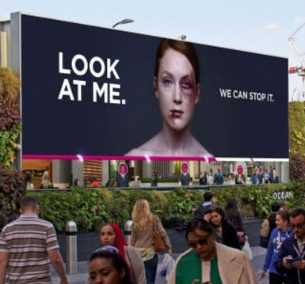 LOOK
AT ME.
WE CAN STOP IT.
OCEAN